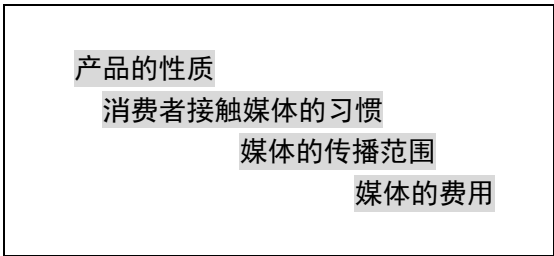 产品的性质
消费者接触媒体的习惯
媒体的传播范围
媒体的费用